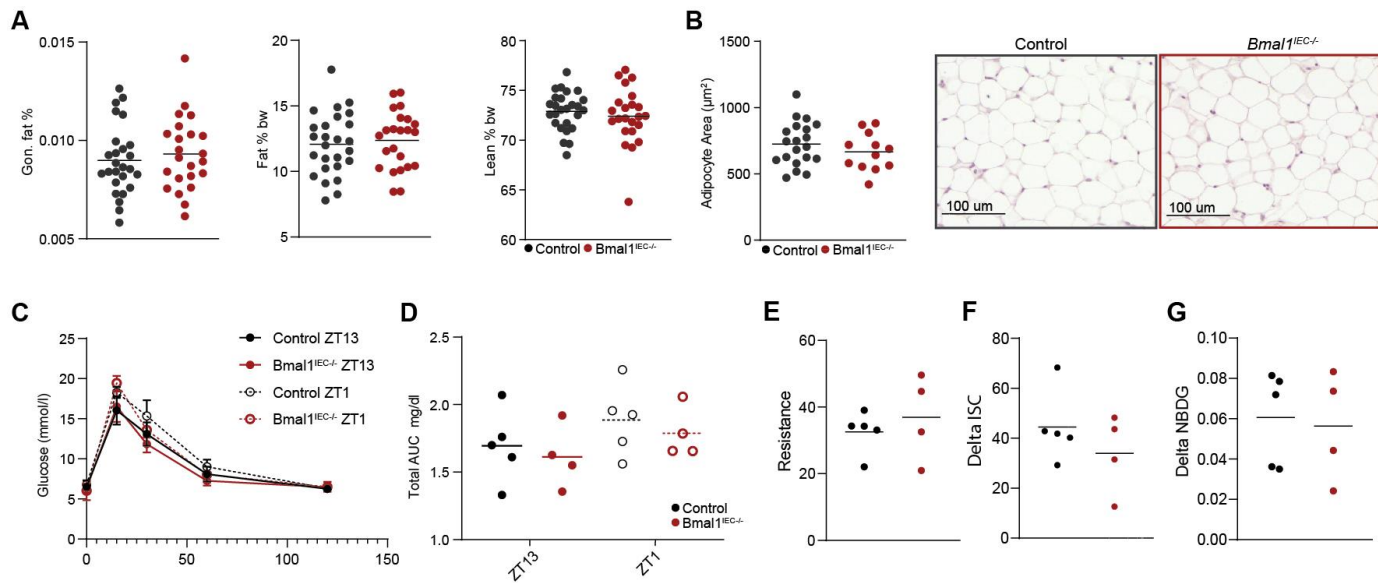 A
Gon. fat %
0.015
0.010
0.005
Fat % bw
20
15
10
5
Lean % bw
80
75
70
65
60
Control Bmal1IEC-/-
B
Adipocyte Area (µm²)
1500
1000
500
0
Control Bmal1IEC-/-
Control
100 um
Bmal1IEC-/-
100 um
C
Glucose (mmol/l)
25
20
15
10
5
0
0 50 100 150
Control ZT13
Bmal1IEC-/- ZT13
Control ZT1
Bmal1IEC-/- ZT1
D
Total AUC mg/dl
2.5
2.0
1.5
1.0
ZT13
ZT1
Control
Bmal1IEC-/-
E
Resistance
60
40
20
0
F
Delta ISC
80
60
40
20
0
G
Delta NBDG
0.10
0.08
0.06
0.04
0.02
0.00